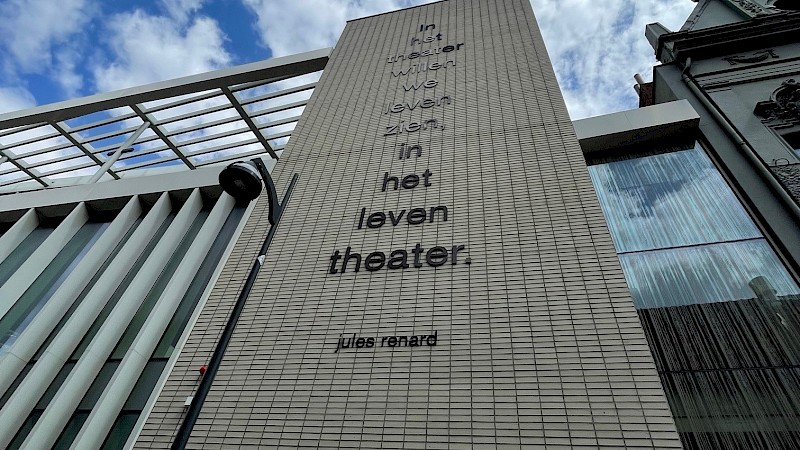 In
het
theater
willen
we
leven
zien,
in
het
leven
theater.
jules renard